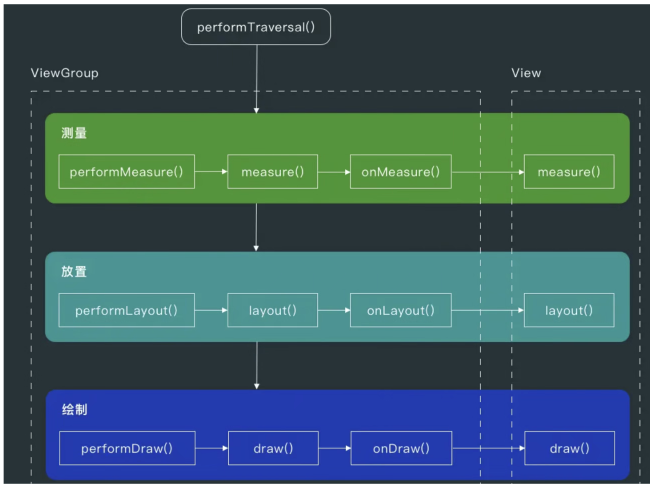 performTraversal()
ViewGroup
View
测量
performMeasure()
measure()
onMeasure()
measure()
放置
performLayout()
layout()
onLayout()
layout()
绘制
performDraw()
draw()
onDraw()
draw()